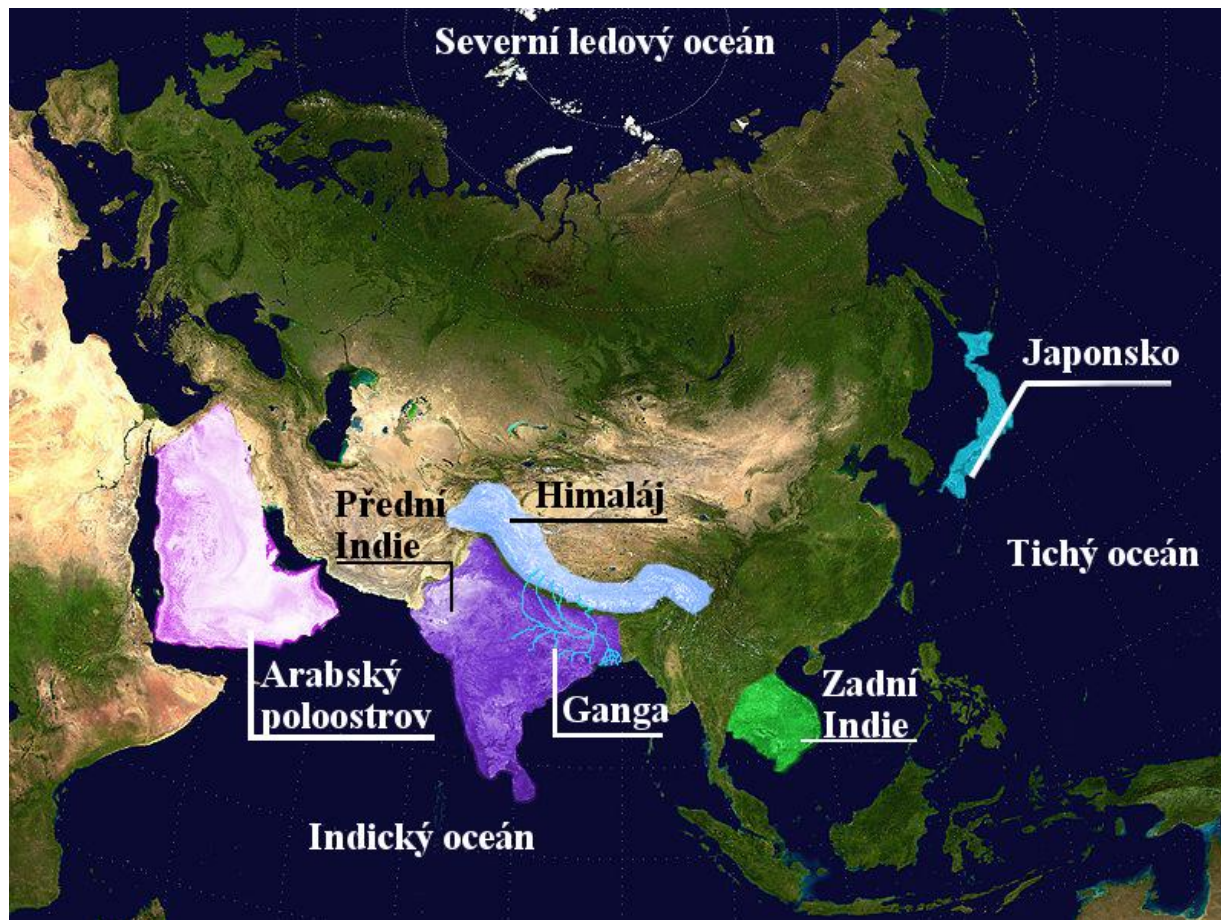 Severní ledový oceán
Japonsko
Přední
Indie
Himaláj
Tichý oceán
Arabský
poloostrov
Ganga
Zadní
Indie
Indický oceán